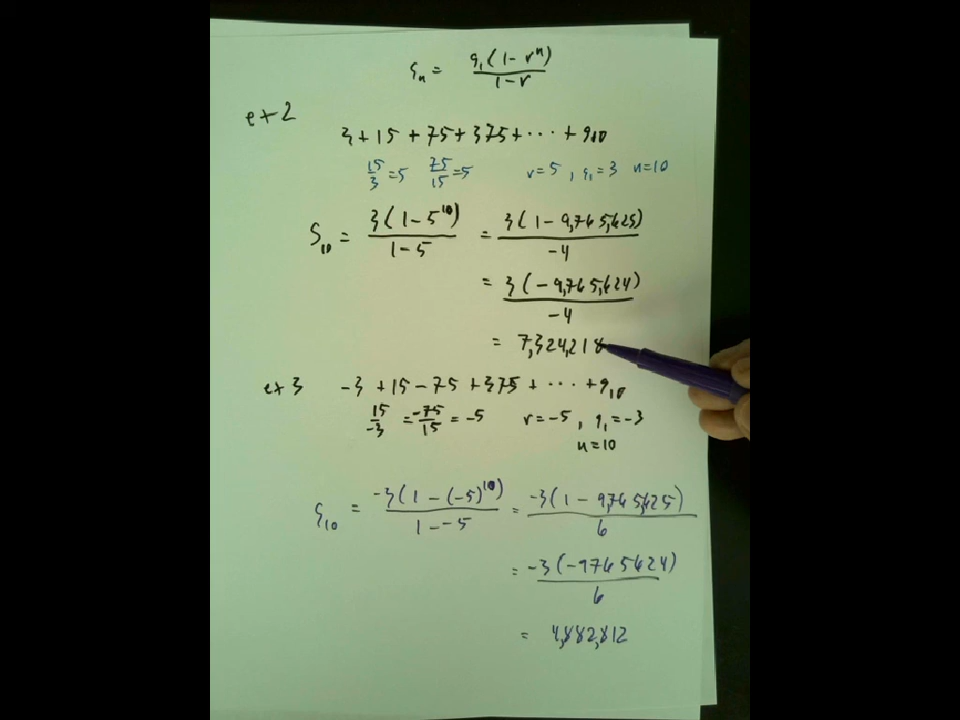 Sₙ = a₁(1-rⁿ)/1-r
ex 2
3+15+75+375+···+a₁₀
15/3=5 75/15=5 r=5, a₁=3 n=10
S₁₀ = 3(1-5¹⁰)/1-5 = 3(1-9,765,625)/-4
= 3(-9,765,624)/-4
= 7,324,218
ex 3 -3+15-75+375+···+a₁₀
15/-3 = -75/15 = -5 r=-5, a₁=-3
n=10
S₁₀ = -3(1-(-5)¹⁰)/1--5 = -3(1-9,765,625)/6
= -3(-9765624)/6
= 4,882,812